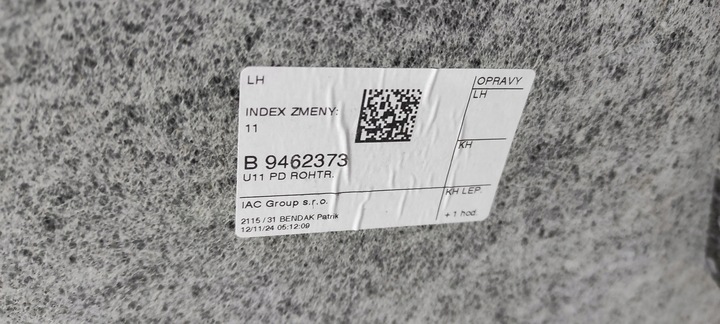 LH
INDEX ZMENY:
11
B 9462373
U11 PD ROHTR.
IAC Group s.r.o.
2115 / 31 BENDAK Patrik
12/11/24 05:12:09
OPRAVY
LH
KH
KH LEP.
+ 1 hod.